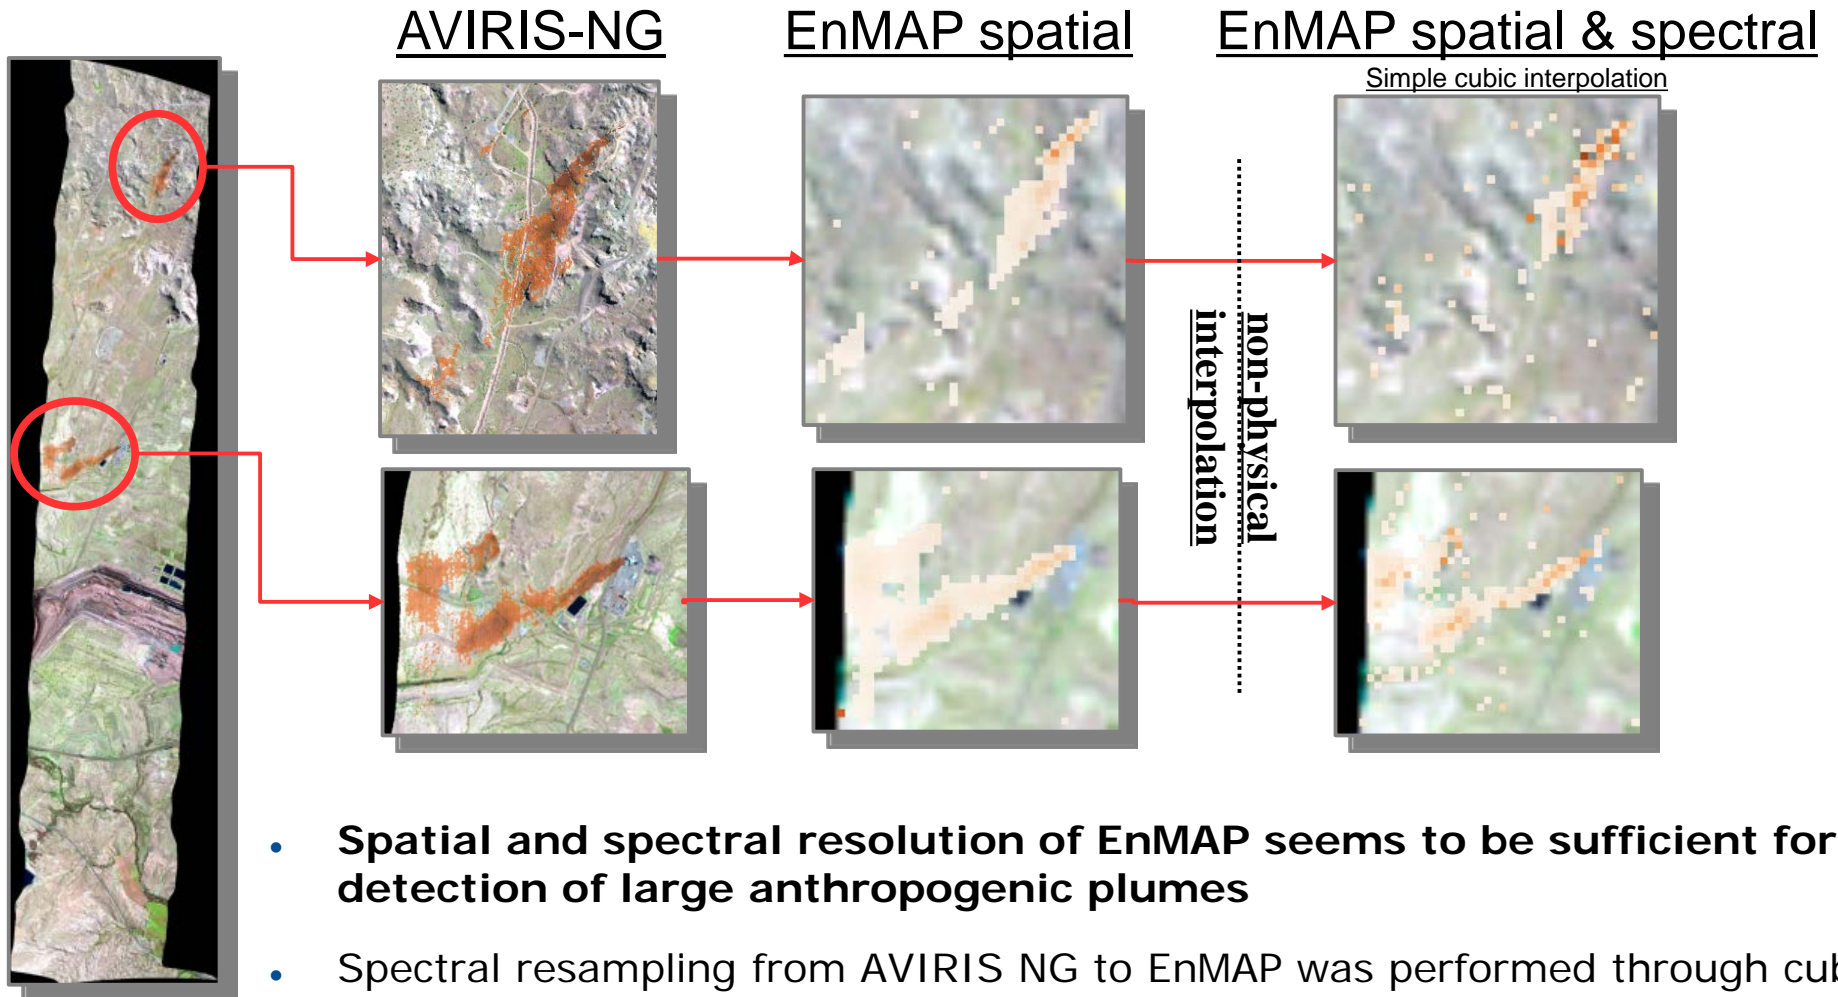 AVIRIS-NG
EnMAP spatial
EnMAP spatial & spectral
Simple cubic interpolation
non-physical
interpolation
• Spatial and spectral resolution of EnMAP seems to be sufficient for
detection of large anthropogenic plumes
• Spectral resampling from AVIRIS NG to EnMAP was performed through